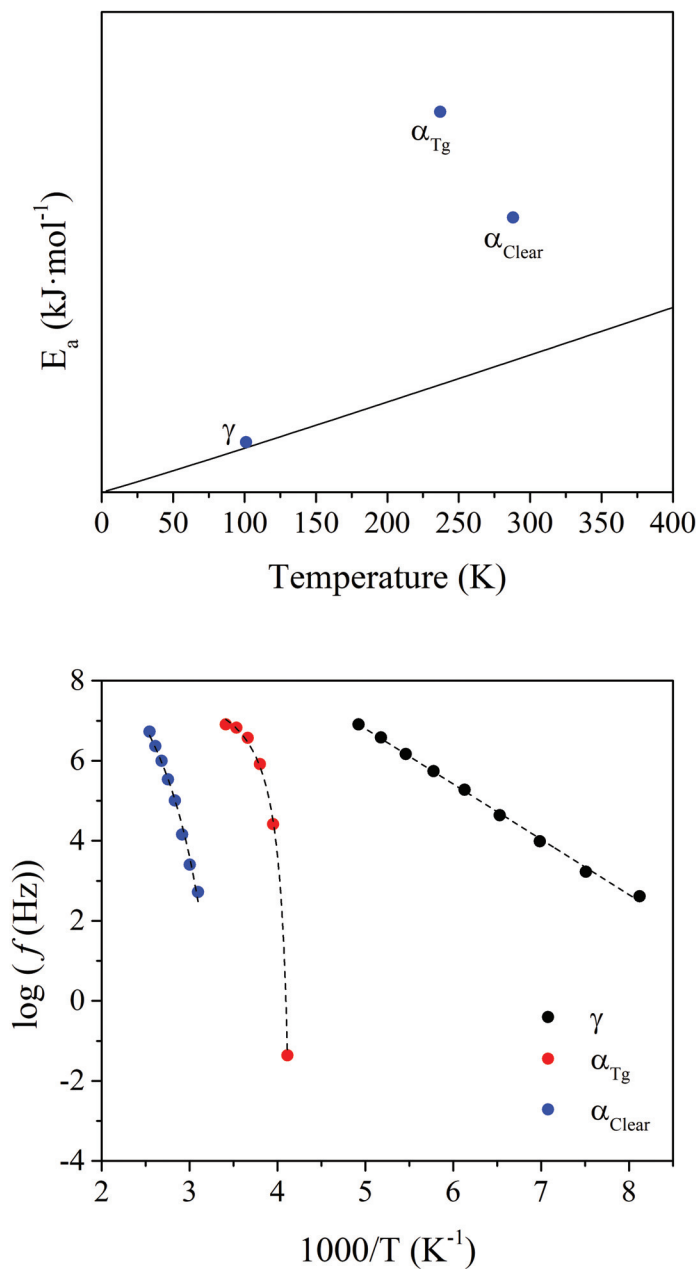 α_Tg
α_Clear
γ
E_a (kJ·mol⁻¹)
0 50 100 150 200 250 300 350 400
Temperature (K)
8
6
4
2
0
-2
-4
log (f (Hz))
γ
α_Tg
α_Clear
2 3 4 5 6 7 8
1000/T (K⁻¹)